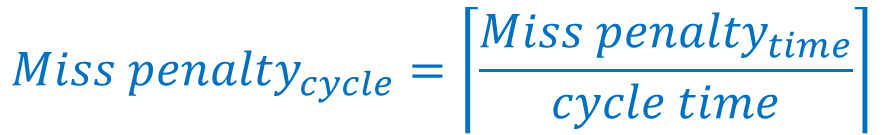 Miss penalty_cycle = ⌈Miss penalty_time / cycle time⌉